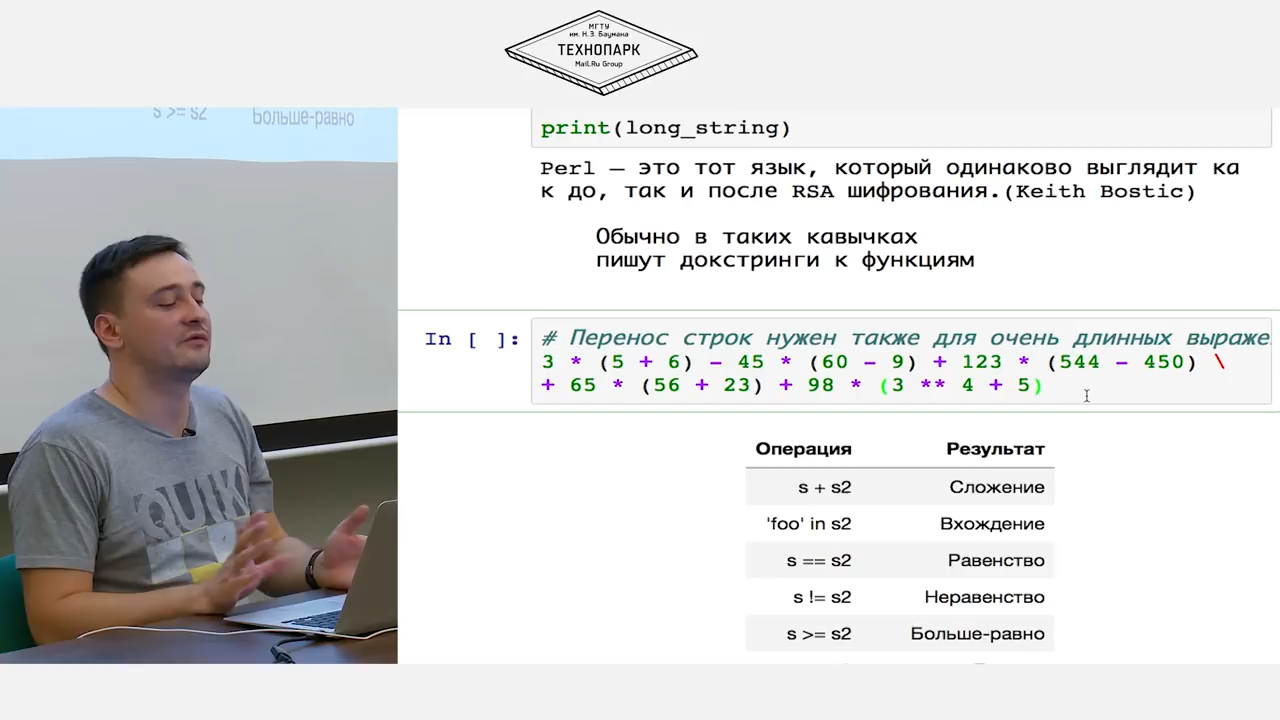 МГТУ
им. Н.Э. Баумана
ТЕХНОПАРК
Mail.Ru Group
s >= s2 Больше-равно
print(long_string)
Perl — это тот язык, который одинаково выглядит ка
к до, так и после RSA шифрования.(Keith Bostic)
Обычно в таких кавычках
пишут докстринги к функциям
In [ ]:
# Перенос строк нужен также для очень длинных выраже
3 * (5 + 6) - 45 * (60 - 9) + 123 * (544 - 450) \
+ 65 * (56 + 23) + 98 * (3 ** 4 + 5)
Операция Результат
s + s2 Сложение
'foo' in s2 Вхождение
s == s2 Равенство
s != s2 Неравенство
s >= s2 Больше-равно
QUIK